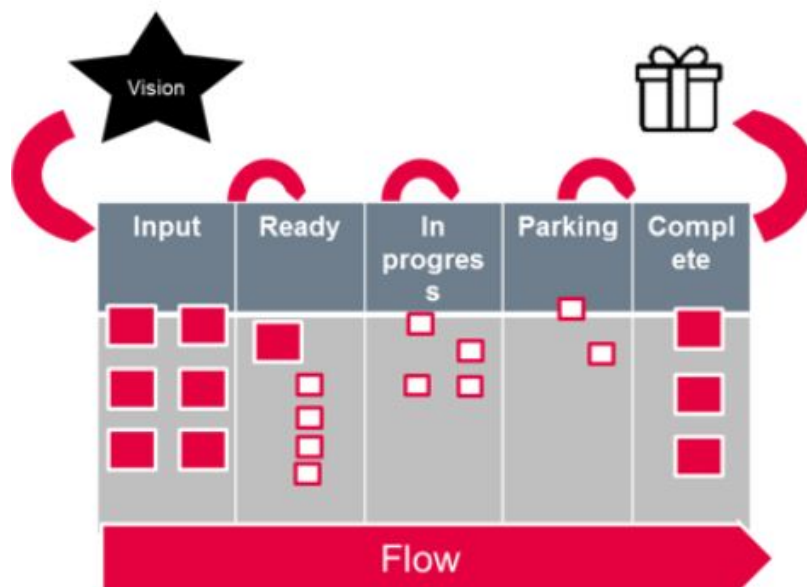 Vision
Input
Ready
In
progres
s
Parking
Compl
ete
Flow